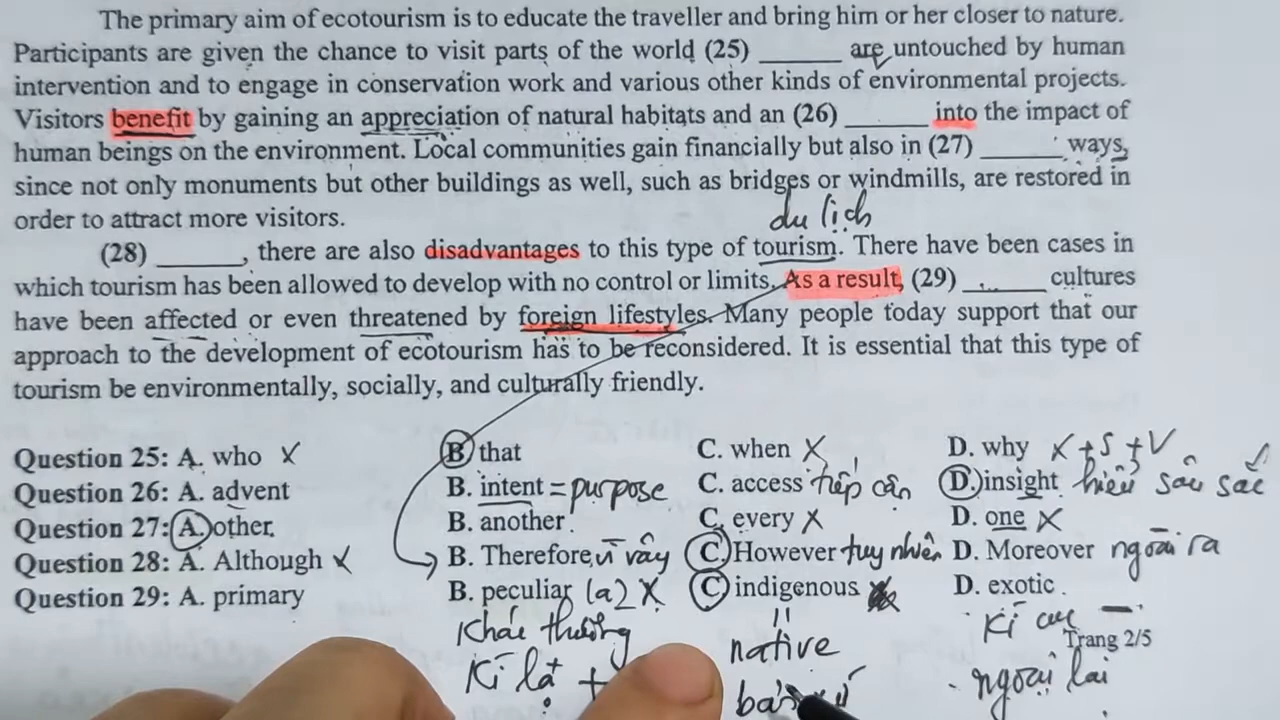 The primary aim of ecotourism is to educate the traveller and bring him or her closer to nature.
Participants are given the chance to visit parts of the world (25) ______ are untouched by human
intervention and to engage in conservation work and various other kinds of environmental projects.
Visitors benefit by gaining an appreciation of natural habitats and an (26) ______ into the impact of
human beings on the environment. Local communities gain financially but also in (27) ______ ways,
since not only monuments but other buildings as well, such as bridges or windmills, are restored in
order to attract more visitors.
du lịch
(28) ______, there are also disadvantages to this type of tourism. There have been cases in
which tourism has been allowed to develop with no control or limits. As a result, (29) ______ cultures
have been affected or even threatened by foreign lifestyles. Many people today support that our
approach to the development of ecotourism has to be reconsidered. It is essential that this type of
tourism be environmentally, socially, and culturally friendly.
Question 25: A. who X B that C. when X D. why X + S + V
Question 26: A. advent B. intent = purpose C. access tiếp cận D. insight hiểu sâu sắc
Question 27: A. other. B. another. C. every X D. one X
Question 28: A. Although X B. Therefore vì vậy C. However tuy nhiên D. Moreover ngoài ra
Question 29: A. primary B. peculiar (a) X C indigenous D. exotic
Khác thường = Kì cục
Trang 2/5
Kì lạ + native - ngoại lai